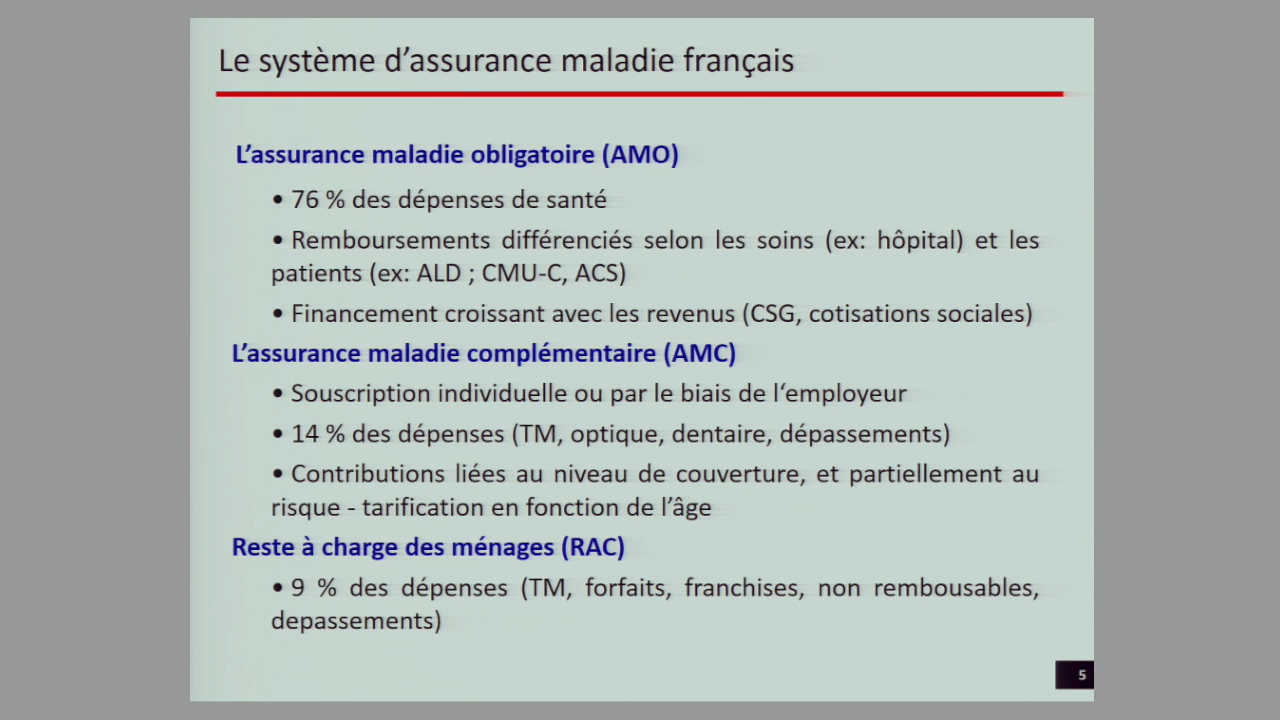 Le système d’assurance maladie français
L’assurance maladie obligatoire (AMO)
• 76 % des dépenses de santé
• Remboursements différenciés selon les soins (ex: hôpital) et les
patients (ex: ALD ; CMU-C, ACS)
• Financement croissant avec les revenus (CSG, cotisations sociales)
L’assurance maladie complémentaire (AMC)
• Souscription individuelle ou par le biais de l‘employeur
• 14 % des dépenses (TM, optique, dentaire, dépassements)
• Contributions liées au niveau de couverture, et partiellement au
risque - tarification en fonction de l’âge
Reste à charge des ménages (RAC)
• 9 % des dépenses (TM, forfaits, franchises, non rembousables,
depassements)
5